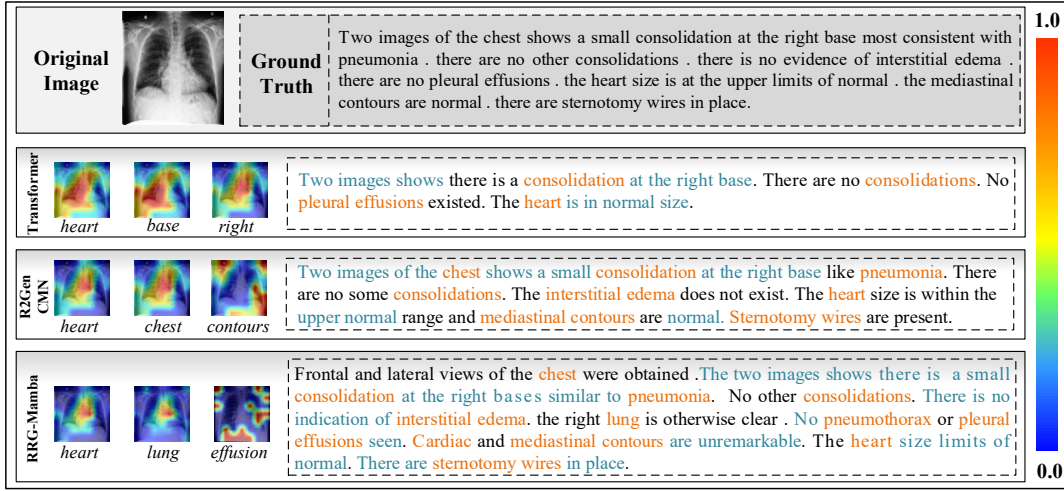 Original
Image
Ground
Truth
Two images of the chest shows a small consolidation at the right base most consistent with
pneumonia . there are no other consolidations . there is no evidence of interstitial edema .
there are no pleural effusions . the heart size is at the upper limits of normal . the mediastinal
contours are normal . there are sternotomy wires in place.
1.0
Transformer
heart
base
right
Two images shows there is a consolidation at the right base. There are no consolidations. No
pleural effusions existed. The heart is in normal size.
R2Gen
CMN
heart
chest
contours
Two images of the chest shows a small consolidation at the right base like pneumonia. There
are no some consolidations. The interstitial edema does not exist. The heart size is within the
upper normal range and mediastinal contours are normal. Sternotomy wires are present.
RRG-Mamba
heart
lung
effusion
Frontal and lateral views of the chest were obtained .The two images shows there is a small
consolidation at the right bases similar to pneumonia. No other consolidations. There is no
indication of interstitial edema. the right lung is otherwise clear . No pneumothorax or pleural
effusions seen. Cardiac and mediastinal contours are unremarkable. The heart size limits of
normal. There are sternotomy wires in place.
0.0